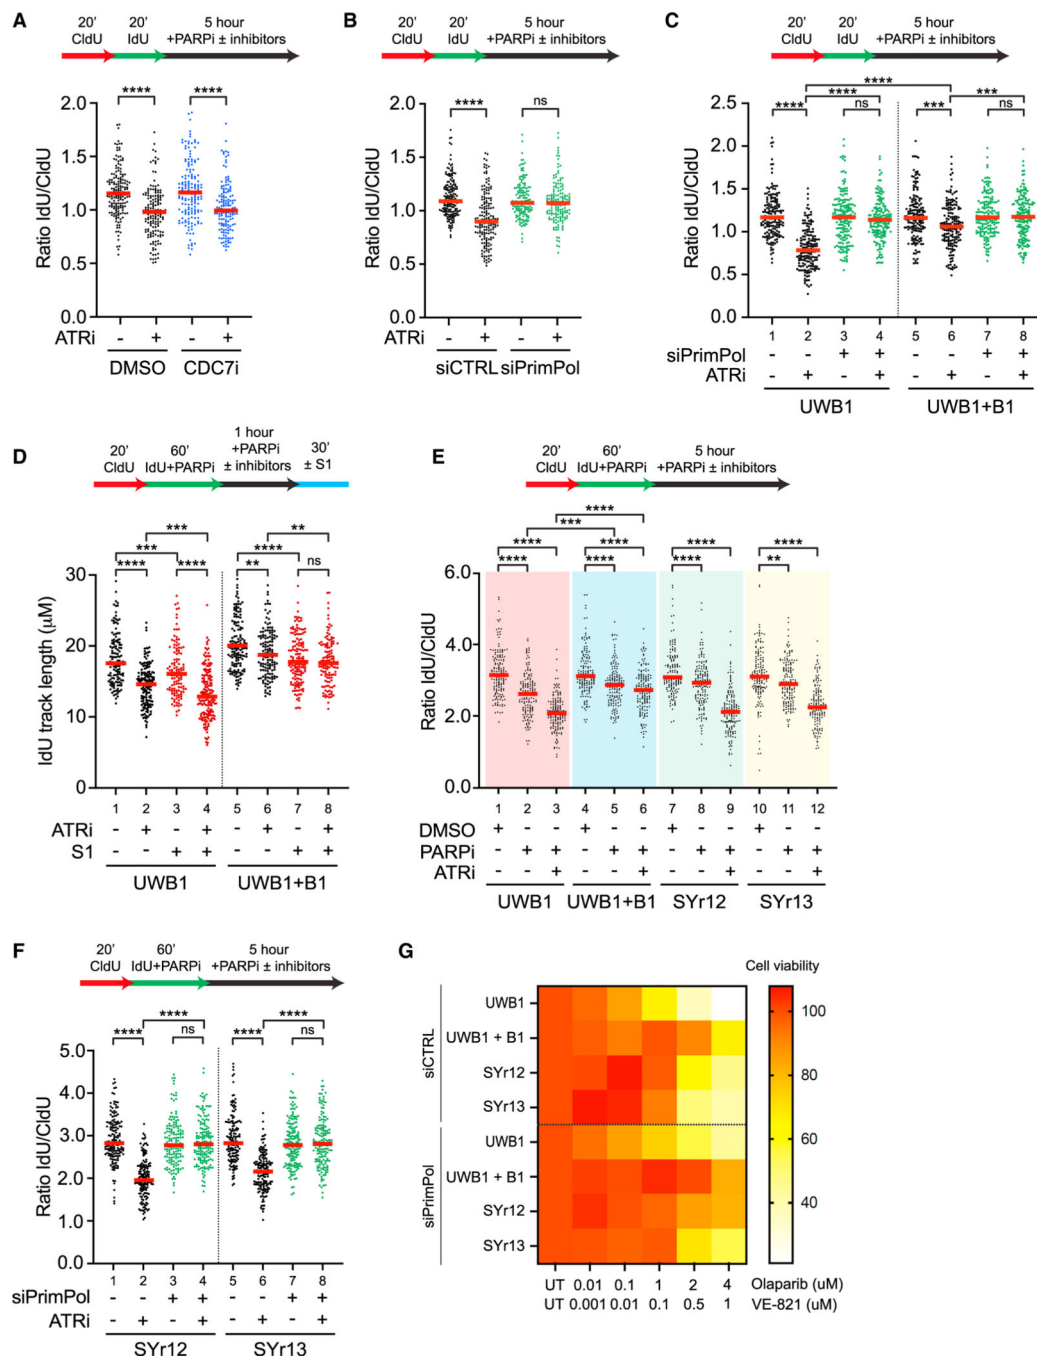 A
20' 20' 5 hour
CldU IdU +PARPi ± inhibitors
**** ****
Ratio IdU/CldU
2.0
1.5
1.0
0.5
0.0
ATRi - + - +
DMSO CDC7i
B
20' 20' 5 hour
CldU IdU +PARPi ± inhibitors
**** ns
Ratio IdU/CldU
2.0
1.5
1.0
0.5
0.0
ATRi - + - +
siCTRL siPrimPol
C
20' 20' 5 hour
CldU IdU +PARPi ± inhibitors
****
**** ***
**** ns *** ns
Ratio IdU/CldU
2.5
2.0
1.5
1.0
0.5
0.0
1 2 3 4 5 6 7 8
siPrimPol - - + + - - + +
ATRi - + - + - + - +
UWB1 UWB1+B1
D
1 hour
20' 60' +PARPi 30'
CldU IdU+PARPi ± inhibitors ± S1
*** **
*** ****
**** **** ** ns
IdU track length (µM)
30
20
10
0
1 2 3 4 5 6 7 8
ATRi - + - + - + - +
S1 - - + + - - + +
UWB1 UWB1+B1
E
20' 60' 5 hour
CldU IdU+PARPi +PARPi ± inhibitors
****
***
**** **** **** ****
**** **** **** **
Ratio IdU/CldU
6.0
4.0
2.0
0.0
1 2 3 4 5 6 7 8 9 10 11 12
DMSO + - - + - - + - - + - -
PARPi - + + - + + - + + - + +
ATRi - - + - - + - - + - - +
UWB1 UWB1+B1 SYr12 SYr13
F
20' 60' 5 hour
CldU IdU+PARPi +PARPi ± inhibitors
**** ****
**** ns **** ns
Ratio IdU/CldU
5.0
4.0
3.0
2.0
1.0
0.0
1 2 3 4 5 6 7 8
siPrimPol - - + + - - + +
ATRi - + - + - + - +
SYr12 SYr13
G
Cell viability
siCTRL
UWB1
UWB1 + B1
SYr12
SYr13
siPrimPol
UWB1
UWB1 + B1
SYr12
SYr13
100
80
60
40
UT 0.01 0.1 1 2 4 Olaparib (uM)
UT 0.001 0.01 0.1 0.5 1 VE-821 (uM)